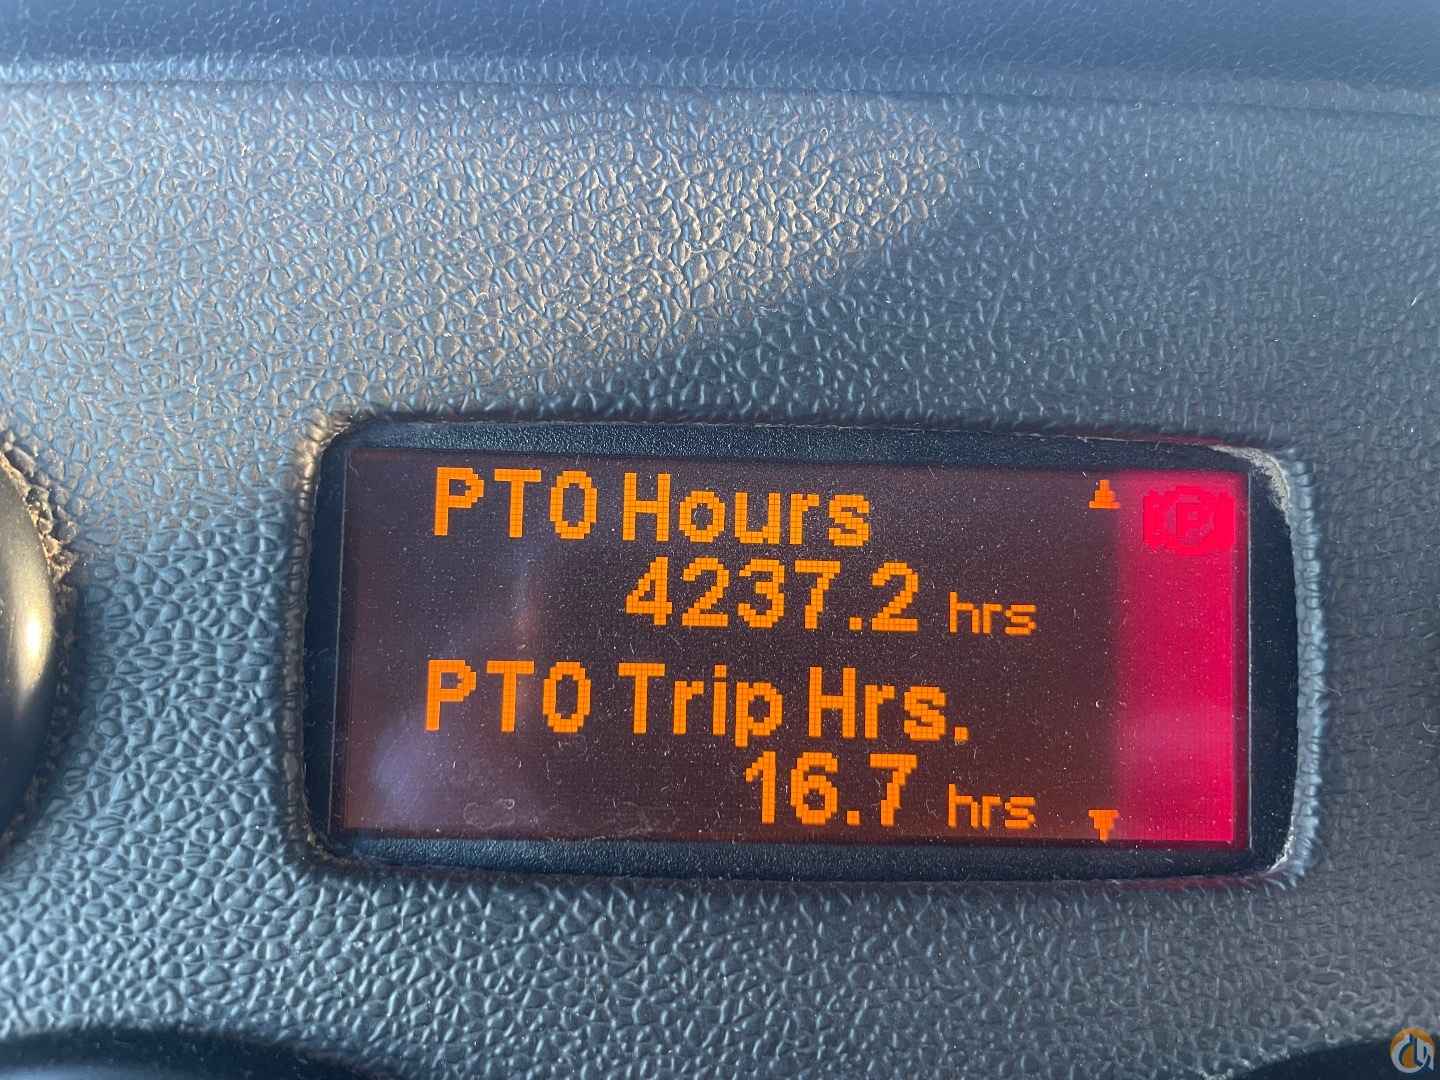 PTO Hours
4237.2 hrs
PTO Trip Hrs.
16.7 hrs
P